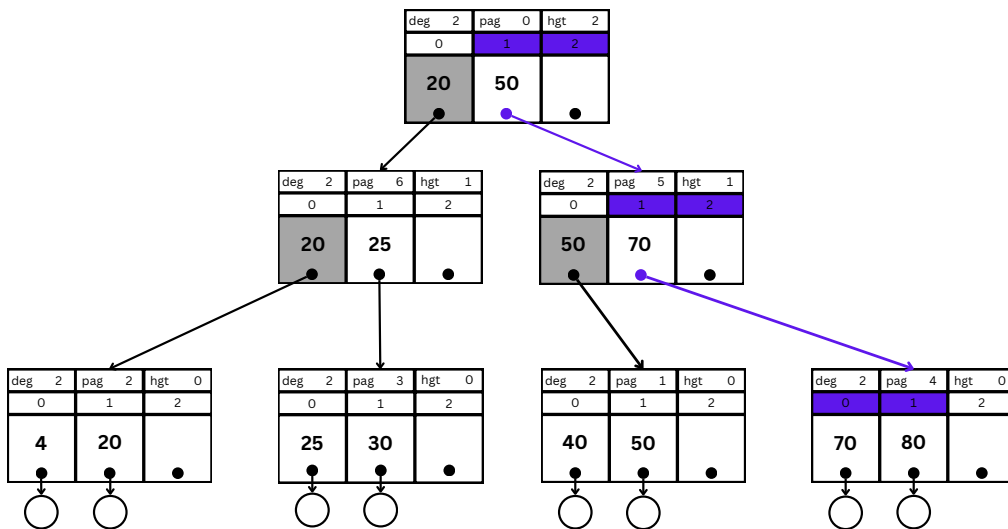 deg 2 pag 0 hgt 2
0 1 2
20 50
deg 2 pag 6 hgt 1
0 1 2
20 25
deg 2 pag 5 hgt 1
0 1 2
50 70
deg 2 pag 2 hgt 0
0 1 2
4 20
deg 2 pag 3 hgt 0
0 1 2
25 30
deg 2 pag 1 hgt 0
0 1 2
40 50
deg 2 pag 4 hgt 0
0 1 2
70 80